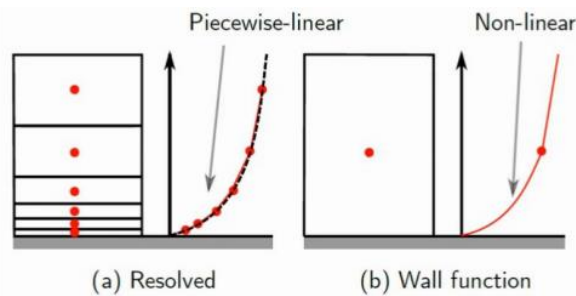 Piecewise-linear
Non-linear
(a) Resolved
(b) Wall function